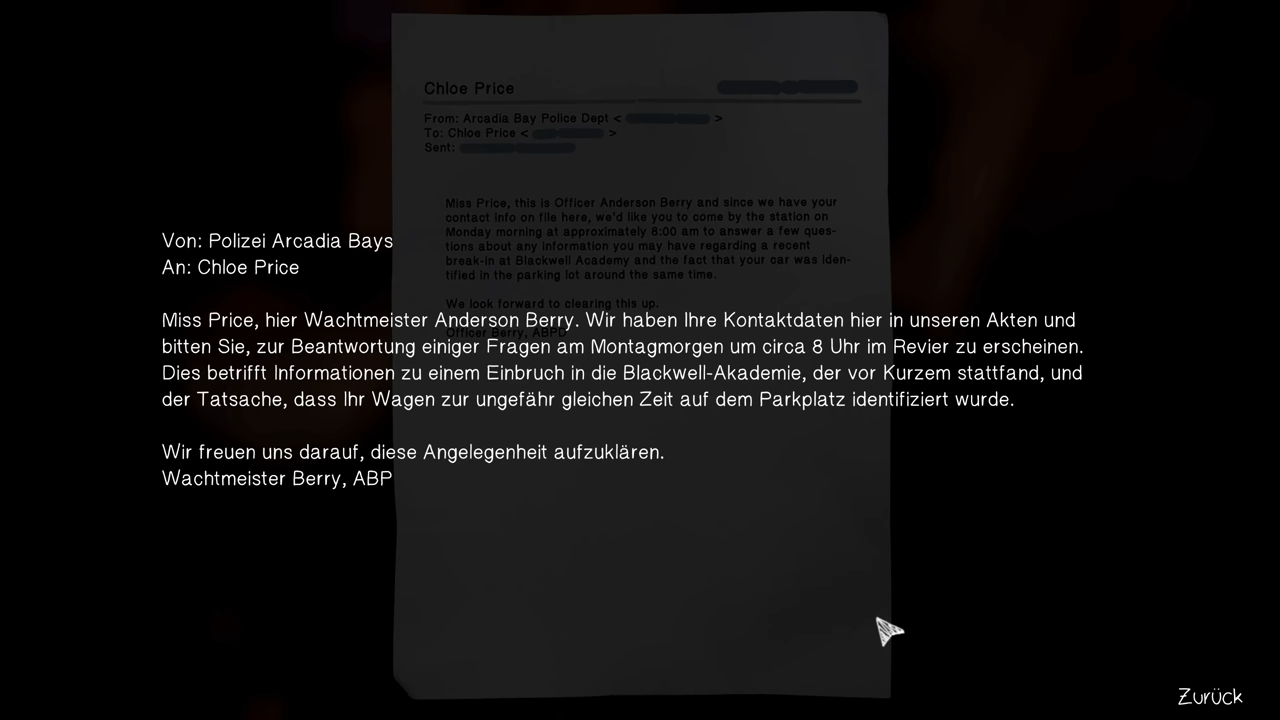 Chloe Price
From: Arcadia Bay Police Dept < >
To: Chloe Price < >
Sent:
Miss Price, this is Officer Anderson Berry and since we have your
contact info on file here, we'd like you to come by the station on
Monday morning at approximately 8:00 am to answer a few ques-
tions about any information you may have regarding a recent
break-in at Blackwell Academy and the fact that your car was iden-
tified in the parking lot around the same time.
We look forward to clearing this up.
Officer Berry, ABPD
Von: Polizei Arcadia Bays
An: Chloe Price
Miss Price, hier Wachtmeister Anderson Berry. Wir haben Ihre Kontaktdaten hier in unseren Akten und
bitten Sie, zur Beantwortung einiger Fragen am Montagmorgen um circa 8 Uhr im Revier zu erscheinen.
Dies betrifft Informationen zu einem Einbruch in die Blackwell-Akademie, der vor Kurzem stattfand, und
der Tatsache, dass Ihr Wagen zur ungefähr gleichen Zeit auf dem Parkplatz identifiziert wurde.
Wir freuen uns darauf, diese Angelegenheit aufzuklären.
Wachtmeister Berry, ABP
Zurück